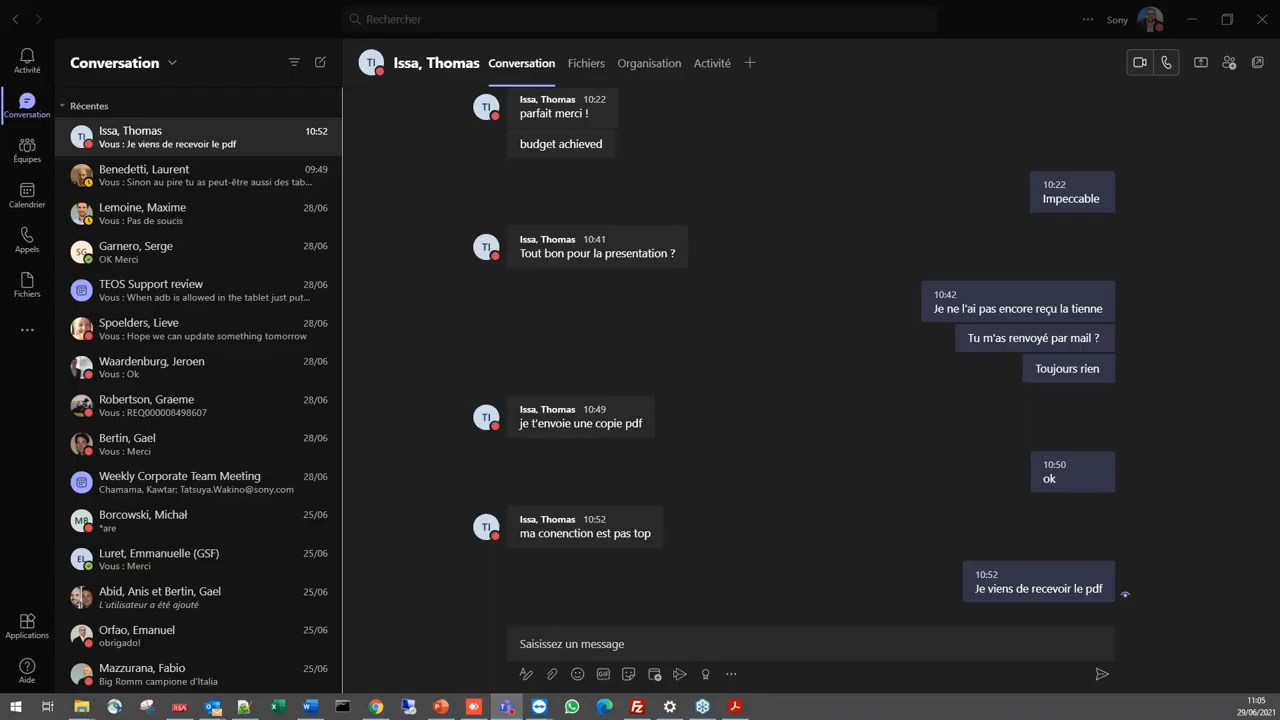 Rechercher
Sony
Activité
Conversation
Équipes
Calendrier
Appels
Fichiers
Applications
Aide
Conversation
Récentes
Issa, Thomas 10:52
Vous : Je viens de recevoir le pdf
Benedetti, Laurent 09:49
Vous : Sinon au pire tu as peut-être aussi des tab...
Lemoine, Maxime 28/06
Vous : Pas de soucis
Garnero, Serge 28/06
OK Merci
TEOS Support review 28/06
Vous : When adb is allowed in the tablet just put...
Spoelders, Lieve 28/06
Vous : Hope we can update something tomorrow
Waardenburg, Jeroen 28/06
Vous : Ok
Robertson, Graeme 28/06
Vous : REQ000008498607
Bertin, Gael 28/06
Vous : Merci
Weekly Corporate Team Meeting 28/06
Chamama, Kawtar: Tatsuya.Wakino@sony.com
Borcowski, Michał 25/06
*are
Luret, Emmanuelle (GSF) 25/06
Vous : Merci
Abid, Anis et Bertin, Gael 25/06
L'utilisateur a été ajouté
Orfao, Emanuel 25/06
obrigado!
Mazzurana, Fabio 25/06
Big Romm campione d'Italia
TI Issa, Thomas Conversation Fichiers Organisation Activité
Issa, Thomas 10:22
parfait merci !
budget achieved
10:22
Impeccable
Issa, Thomas 10:41
Tout bon pour la presentation ?
10:42
Je ne l'ai pas encore reçu la tienne
Tu m'as renvoyé par mail ?
Toujours rien
Issa, Thomas 10:49
je t'envoie une copie pdf
10:50
ok
Issa, Thomas 10:52
ma conenction est pas top
10:52
Je viens de recevoir le pdf
Saisissez un message
GIF
11:05
29/06/2021